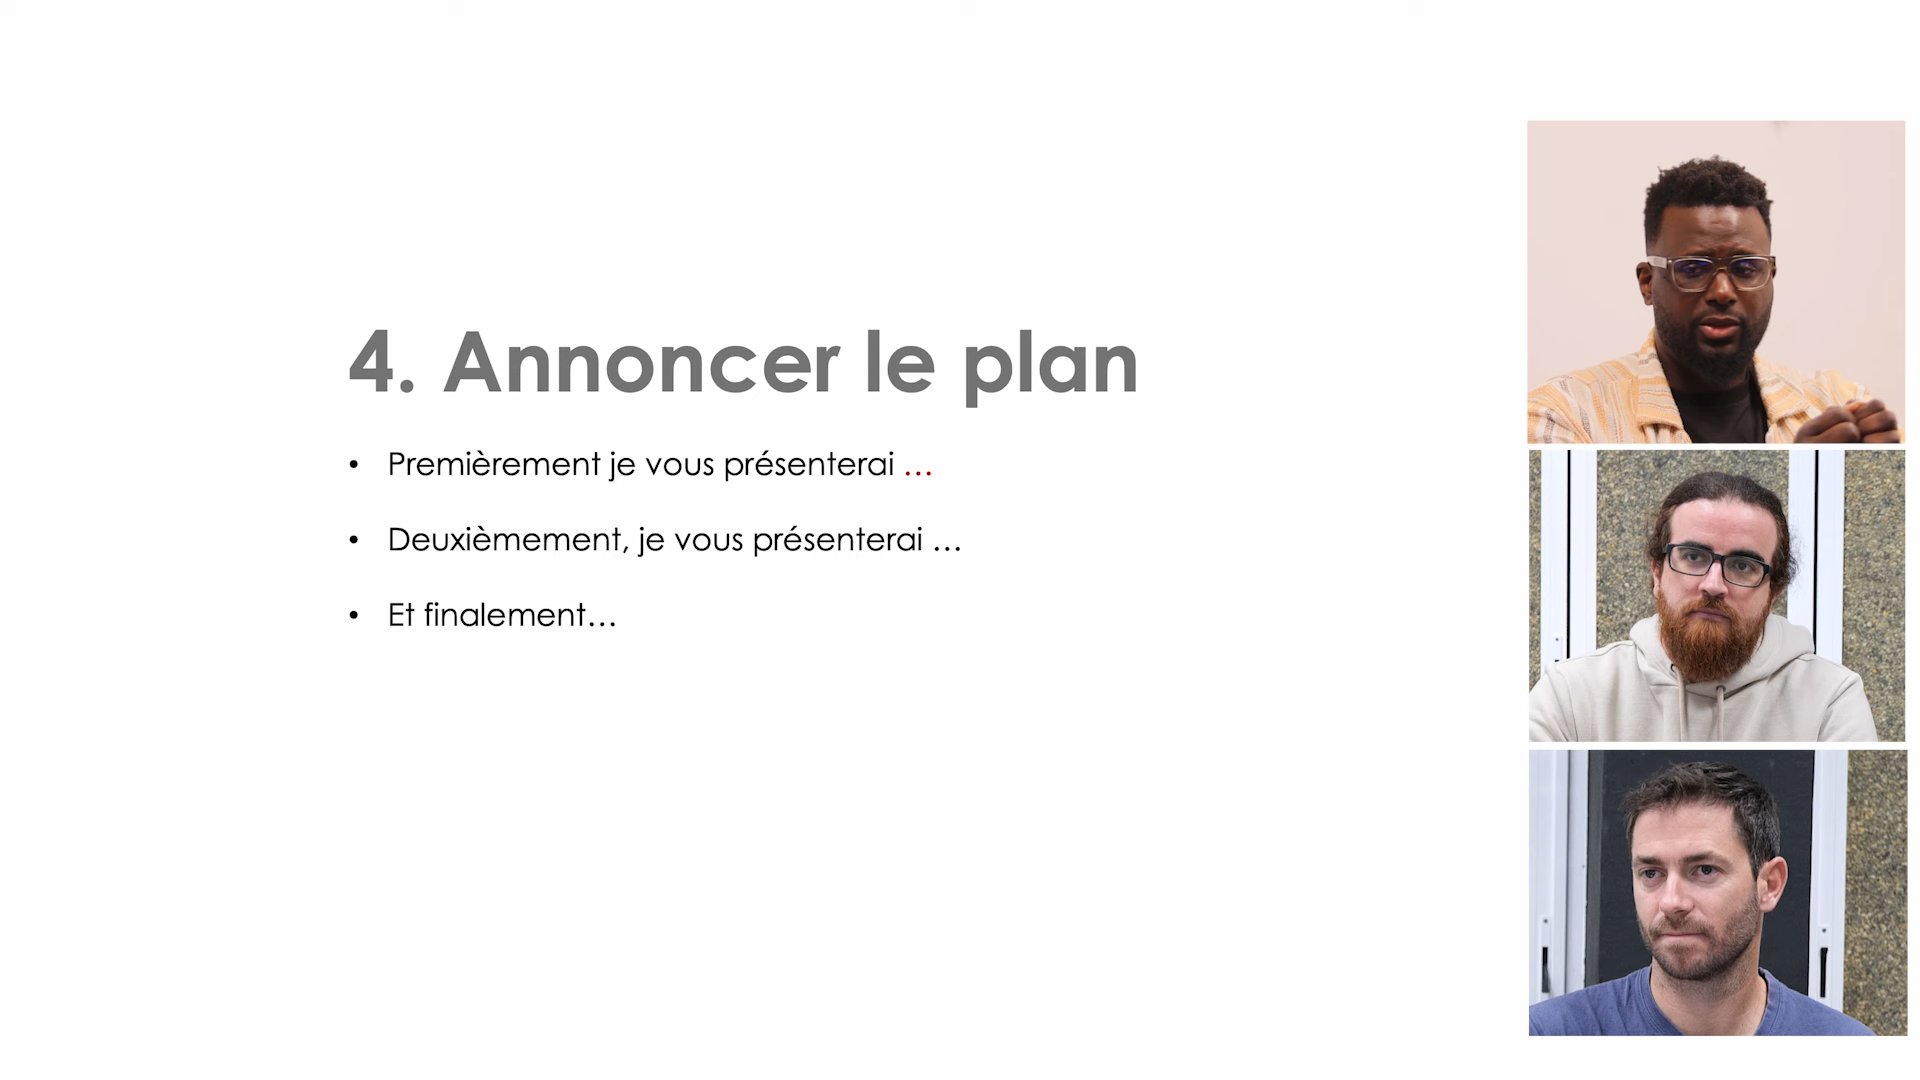 4. Annoncer le plan
• Premièrement je vous présenterai …
• Deuxièmement, je vous présenterai …
• Et finalement…